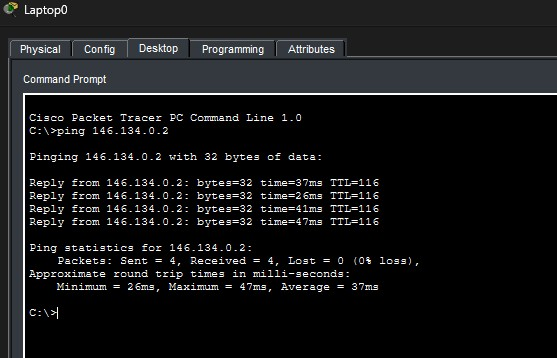 Laptop0
Physical Config Desktop Programming Attributes
Command Prompt
Cisco Packet Tracer PC Command Line 1.0
C:\>ping 146.134.0.2
Pinging 146.134.0.2 with 32 bytes of data:
Reply from 146.134.0.2: bytes=32 time=37ms TTL=116
Reply from 146.134.0.2: bytes=32 time=26ms TTL=116
Reply from 146.134.0.2: bytes=32 time=41ms TTL=116
Reply from 146.134.0.2: bytes=32 time=47ms TTL=116
Ping statistics for 146.134.0.2:
Packets: Sent = 4, Received = 4, Lost = 0 (0% loss),
Approximate round trip times in milli-seconds:
Minimum = 26ms, Maximum = 47ms, Average = 37ms
C:\>